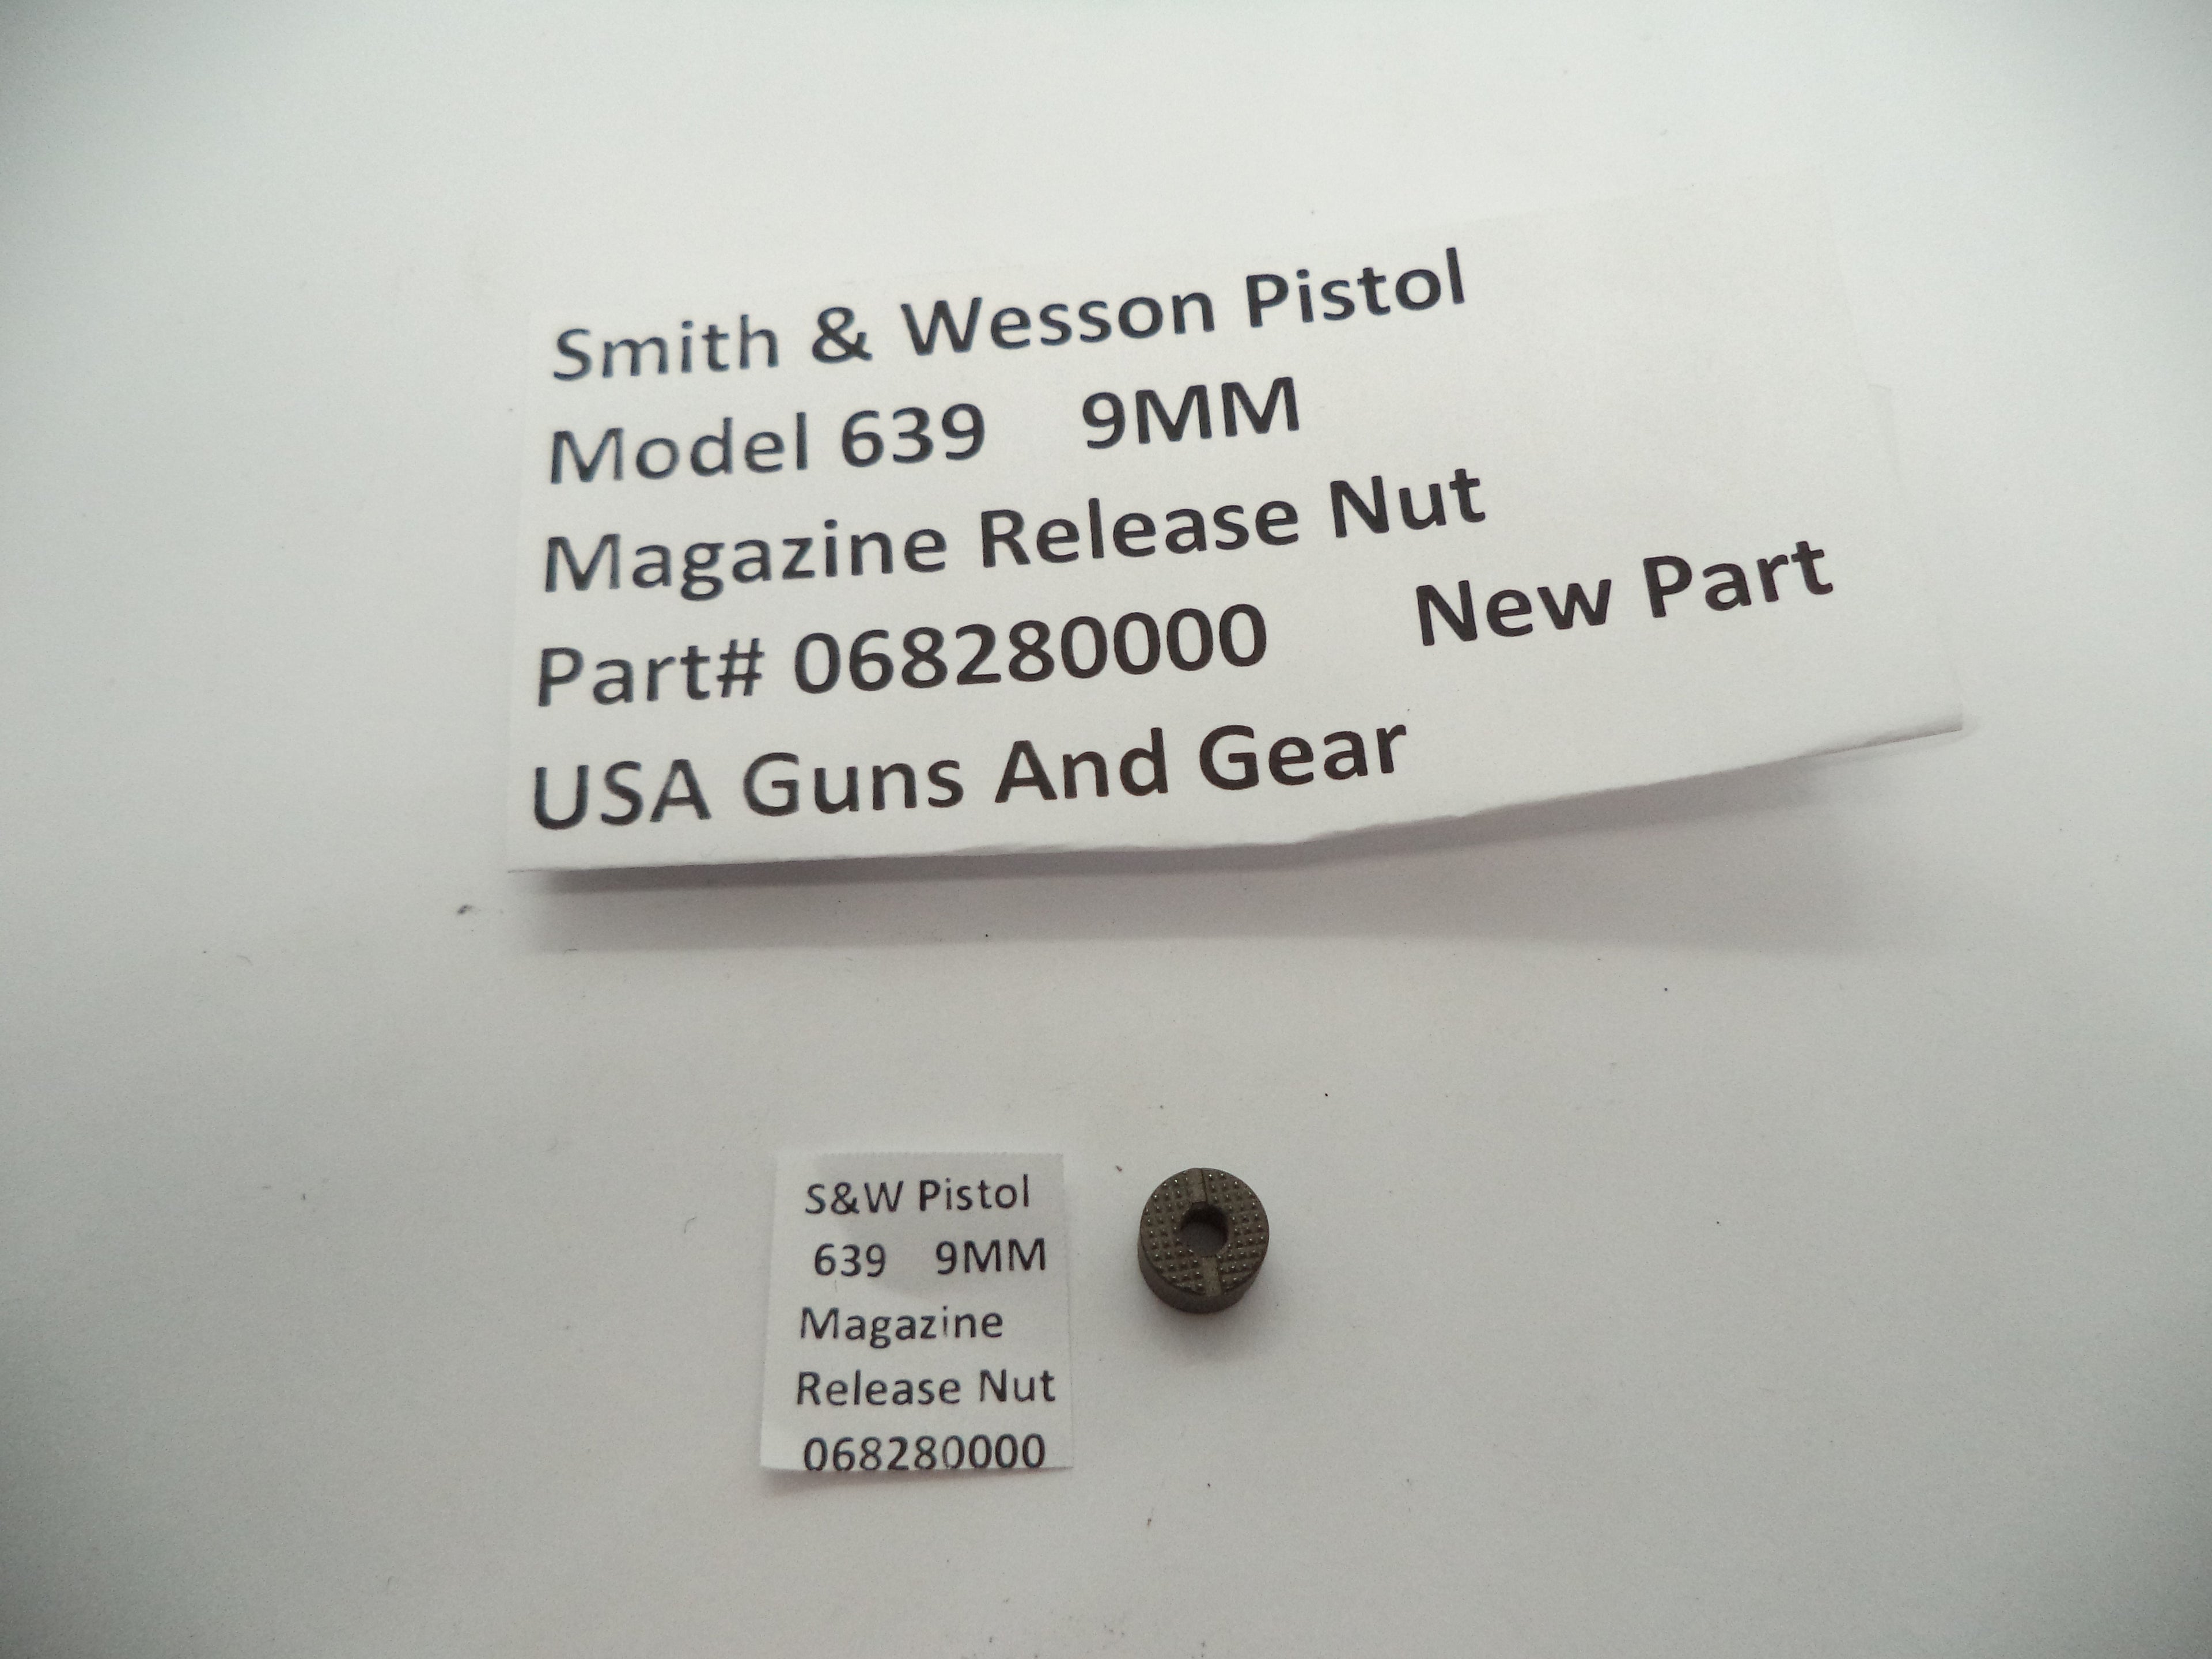 Smith & Wesson Pistol
Model 639 9MM
Magazine Release Nut
Part# 068280000 New Part
USA Guns And Gear
S&W Pistol
639 9MM
Magazine
Release Nut
068280000